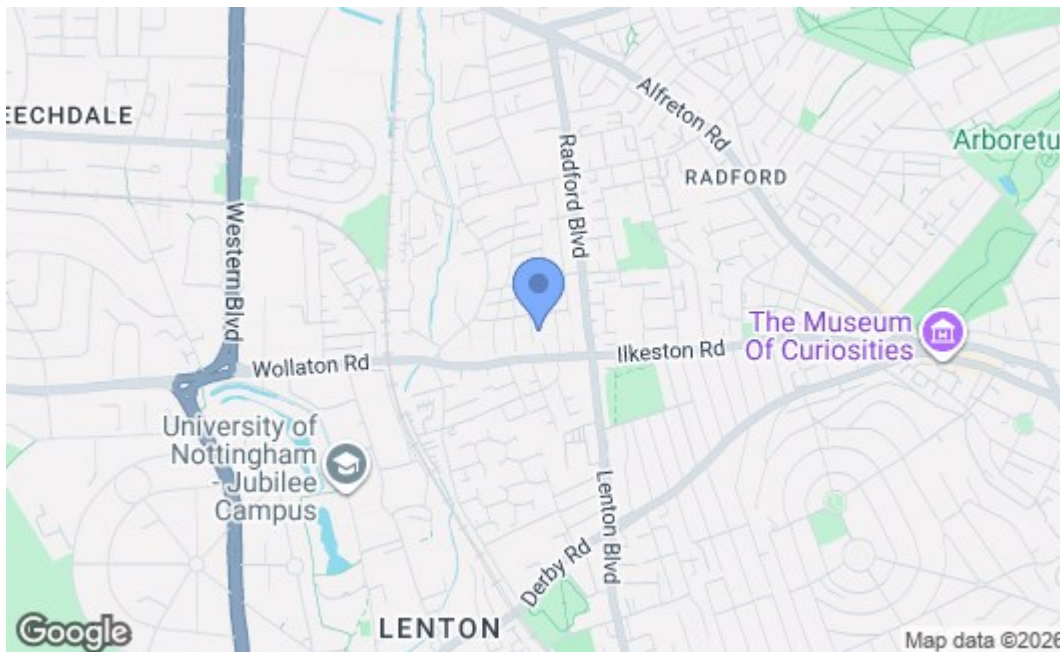 Alfreton Rd
EECHDALE
Radford Blvd
Arboretu
RADFORD
Western Blvd
The Museum
Of Curiosities
Ilkeston Rd
Wollaton Rd
University of
Nottingham
- Jubilee
Campus
Lenton Blvd
Derby Rd
LENTON
Google
Map data ©2026